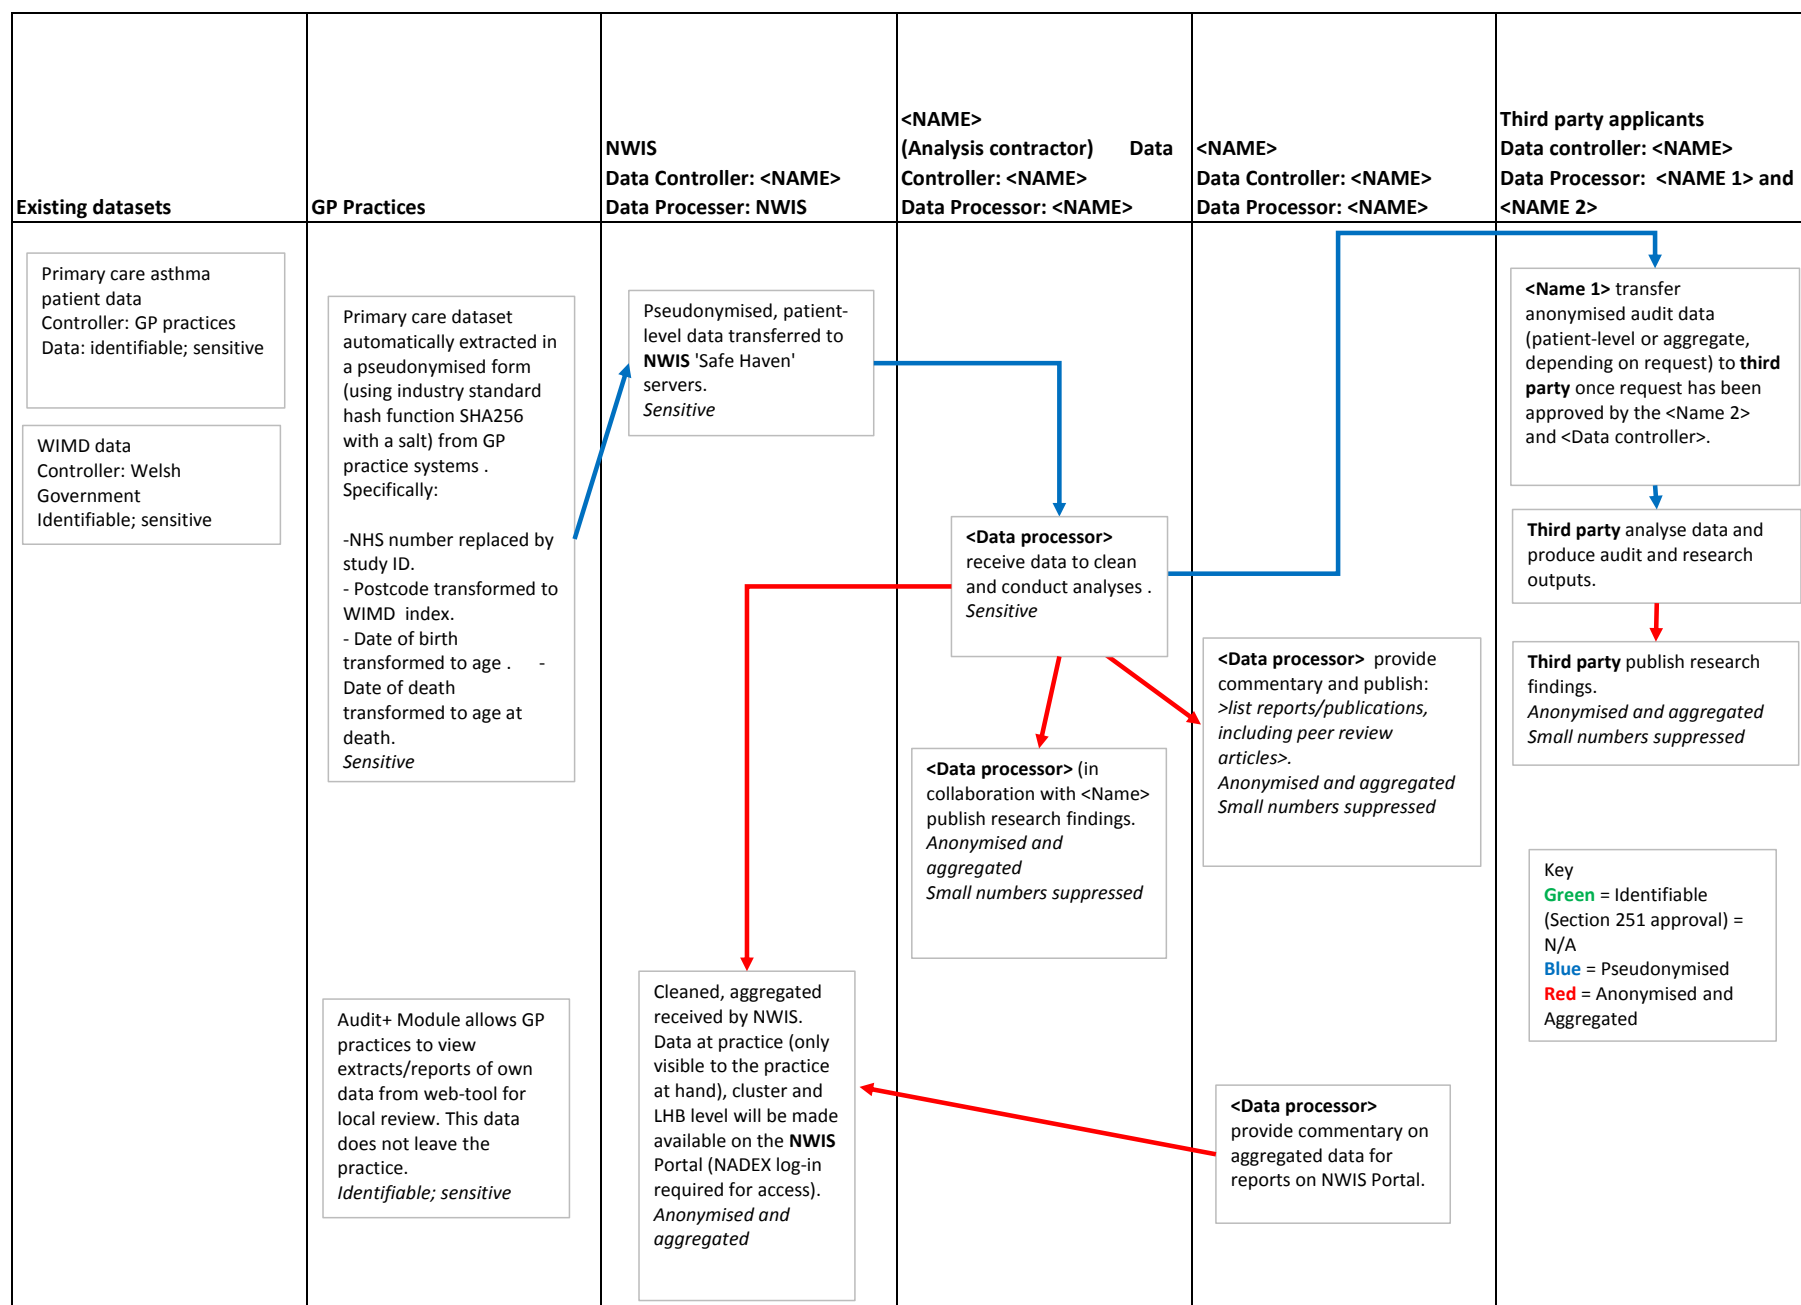 Existing datasets
GP Practices
NWIS
Data Controller: <NAME>
Data Processer: NWIS
<NAME>
(Analysis contractor) Data
Controller: <NAME>
Data Processor: <NAME>
<NAME>
Data Controller: <NAME>
Data Processor: <NAME>
Third party applicants
Data controller: <NAME>
Data Processor: <NAME 1> and
<NAME 2>
Primary care asthma
patient data
Controller: GP practices
Data: identifiable; sensitive
WIMD data
Controller: Welsh
Government
Identifiable; sensitive
Primary care dataset
automatically extracted in
a pseudonymised form
(using industry standard
hash function SHA256
with a salt) from GP
practice systems .
Specifically:
-NHS number replaced by
study ID.
- Postcode transformed to
WIMD index.
- Date of birth
transformed to age . -
Date of death
transformed to age at
death.
Sensitive
Audit+ Module allows GP
practices to view
extracts/reports of own
data from web-tool for
local review. This data
does not leave the
practice.
Identifiable; sensitive
Pseudonymised, patient-
level data transferred to
NWIS 'Safe Haven'
servers.
Sensitive
Cleaned, aggregated
received by NWIS.
Data at practice (only
visible to the practice
at hand), cluster and
LHB level will be made
available on the NWIS
Portal (NADEX log-in
required for access).
Anonymised and
aggregated
<Data processor>
receive data to clean
and conduct analyses .
Sensitive
<Data processor> (in
collaboration with <Name>
publish research findings.
Anonymised and
aggregated
Small numbers suppressed
<Data processor> provide
commentary and publish:
>list reports/publications,
including peer review
articles>.
Anonymised and aggregated
Small numbers suppressed
<Data processor>
provide commentary on
aggregated data for
reports on NWIS Portal.
<Name 1> transfer
anonymised audit data
(patient-level or aggregate,
depending on request) to third
party once request has been
approved by the <Name 2>
and <Data controller>.
Third party analyse data and
produce audit and research
outputs.
Third party publish research
findings.
Anonymised and aggregated
Small numbers suppressed
Key
Green = Identifiable
(Section 251 approval) =
N/A
Blue = Pseudonymised
Red = Anonymised and
Aggregated